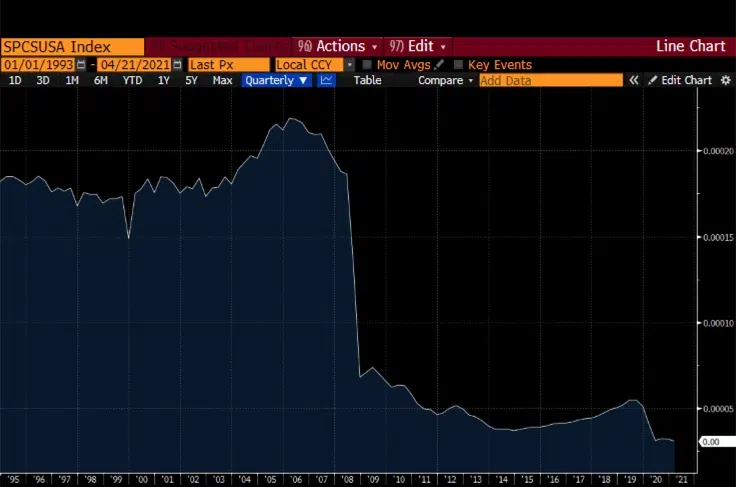 SPCSUSA Index 96) Actions 97) Edit Line Chart
01/01/1993 - 04/21/2021 Last Px Local CCY Mov Avgs Key Events
1D 3D 1M 6M YTD 1Y 5Y Max Quarterly ▼ Table Compare Add Data « Edit Chart
0.00020
0.00015
0.00010
0.00005
0.00
'95 '96 '97 '98 '99 '00 '01 '02 '03 '04 '05 '06 '07 '08 '09 '10 '11 '12 '13 '14 '15 '16 '17 '18 '19 '20 '21